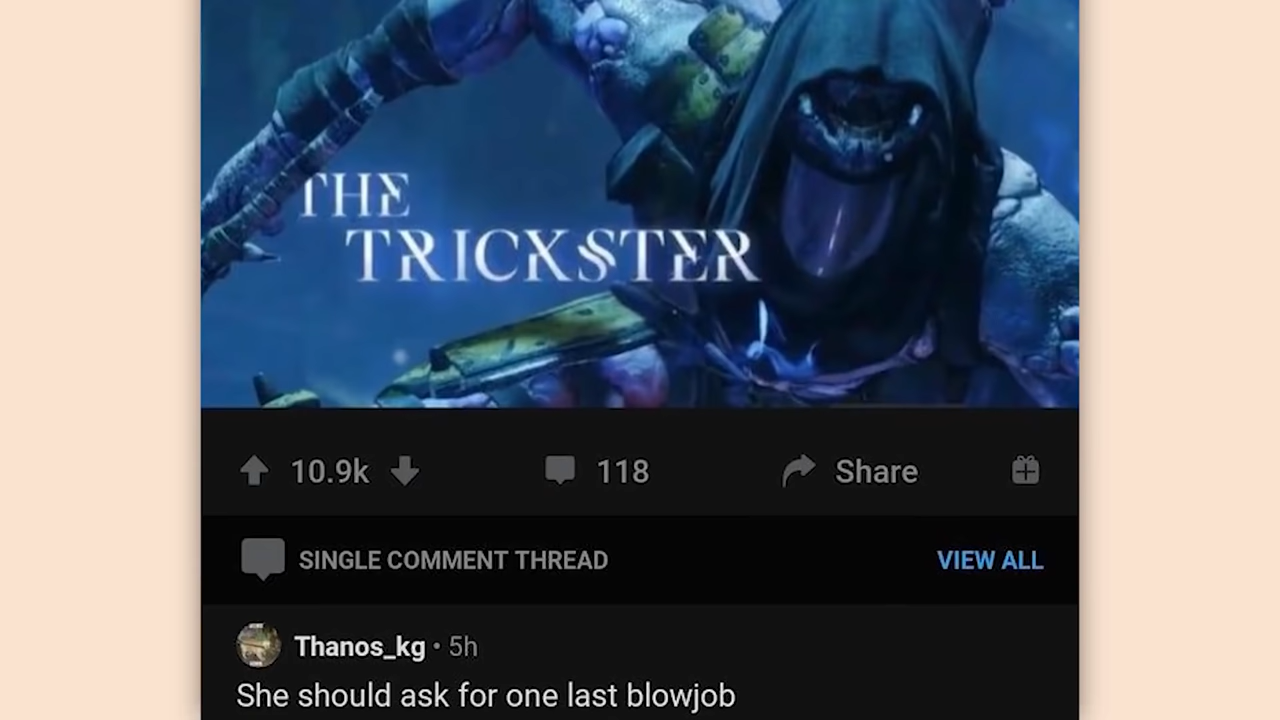 THE
TRICKSTER
10.9k
118
Share
SINGLE COMMENT THREAD
VIEW ALL
Thanos_kg • 5h
She should ask for one last blowjob